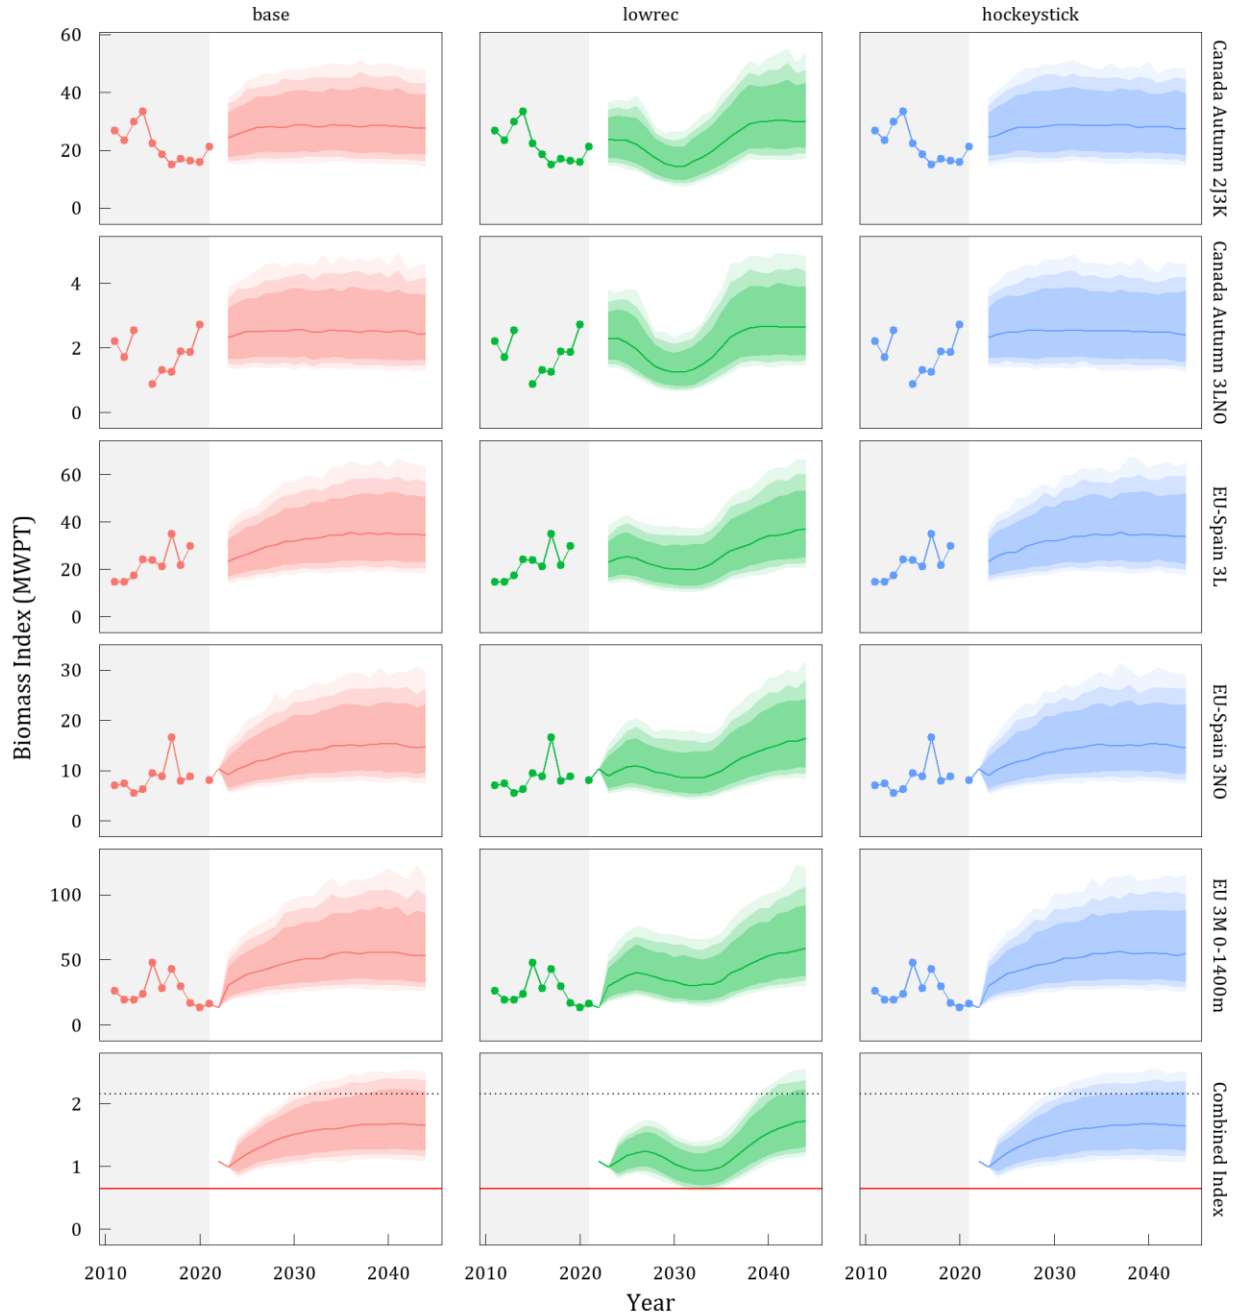 base lowrec hockeystick
60
40
20
0
Canada Autumn 2J3K
4
2
0
Canada Autumn 3LNO
60
40
20
0
EU-Spain 3L
Biomass Index (MWPT)
30
20
10
0
EU-Spain 3NO
100
50
0
EU 3M 0-1400m
2
1
0
Combined Index
2010 2020 2030 2040 2010 2020 2030 2040 2010 2020 2030 2040
Year